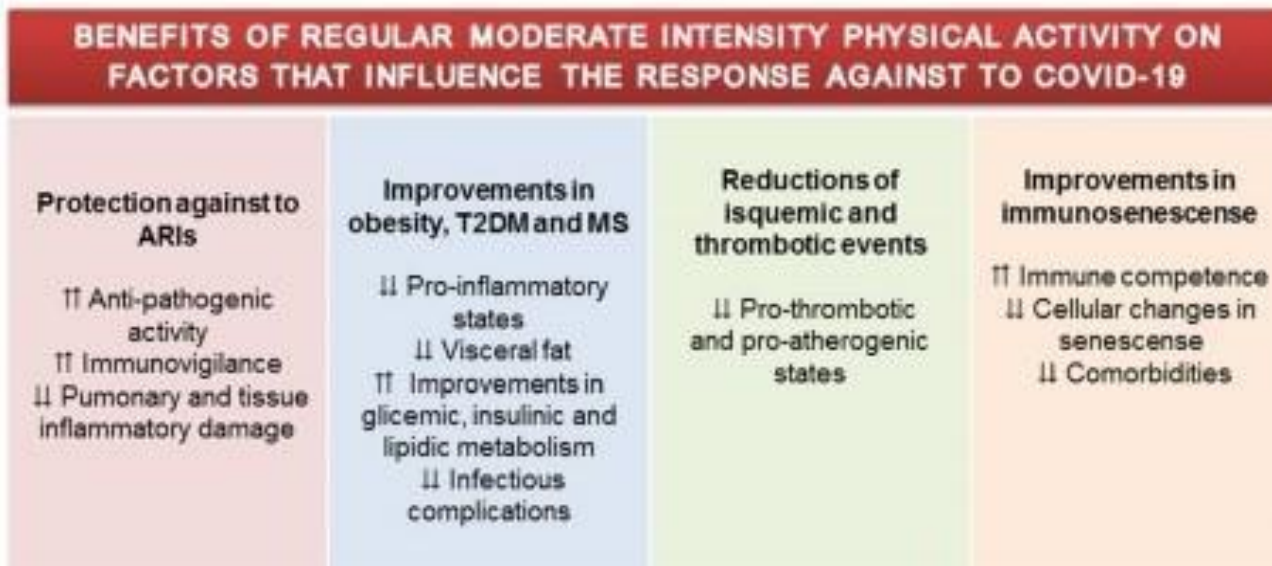 BENEFITS OF REGULAR MODERATE INTENSITY PHYSICAL ACTIVITY ON
FACTORS THAT INFLUENCE THE RESPONSE AGAINST TO COVID-19
Protection against to
ARIs
⇈ Anti-pathogenic
activity
⇈ Immunovigilance
⇊ Pumonary and tissue
inflammatory damage
Improvements in
obesity, T2DM and MS
⇊ Pro-inflammatory
states
⇊ Visceral fat
⇈ Improvements in
glicemic, insulinic and
lipidic metabolism
⇊ Infectious
complications
Reductions of
isquemic and
thrombotic events
⇊ Pro-thrombotic
and pro-atherogenic
states
Improvements in
immunosenescense
⇈ Immune competence
⇊ Cellular changes in
senescense
⇊ Comorbidities